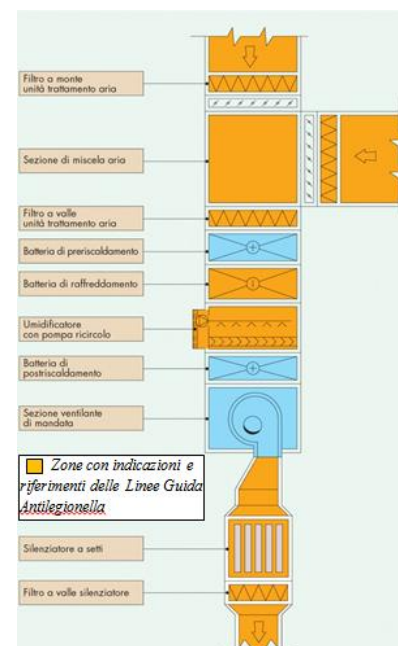 Filtro a monte
unità trattamento aria
Sezione di miscela aria
Filtro a valle
unità trattamento aria
Batteria di preriscaldamento
Batteria di raffreddamento
Umidificatore
con pompa ricircolo
Batteria di
postriscaldamento
Sezione ventilante
di mandata
Zone con indicazioni e
riferimenti delle Linee Guida
Antilegionella
Silenziatore a setti
Filtro a valle silenziatore